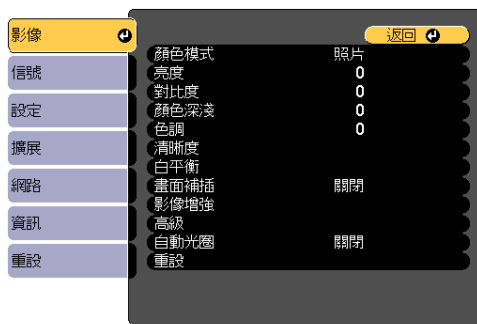 影像
信號
設定
擴展
網路
資訊
重設
返回
顏色模式 照片
亮度 0
對比度 0
顏色深淺 0
色調 0
清晰度
白平衡
畫面補插 關閉
影像增強
高級
自動光圈 關閉
重設